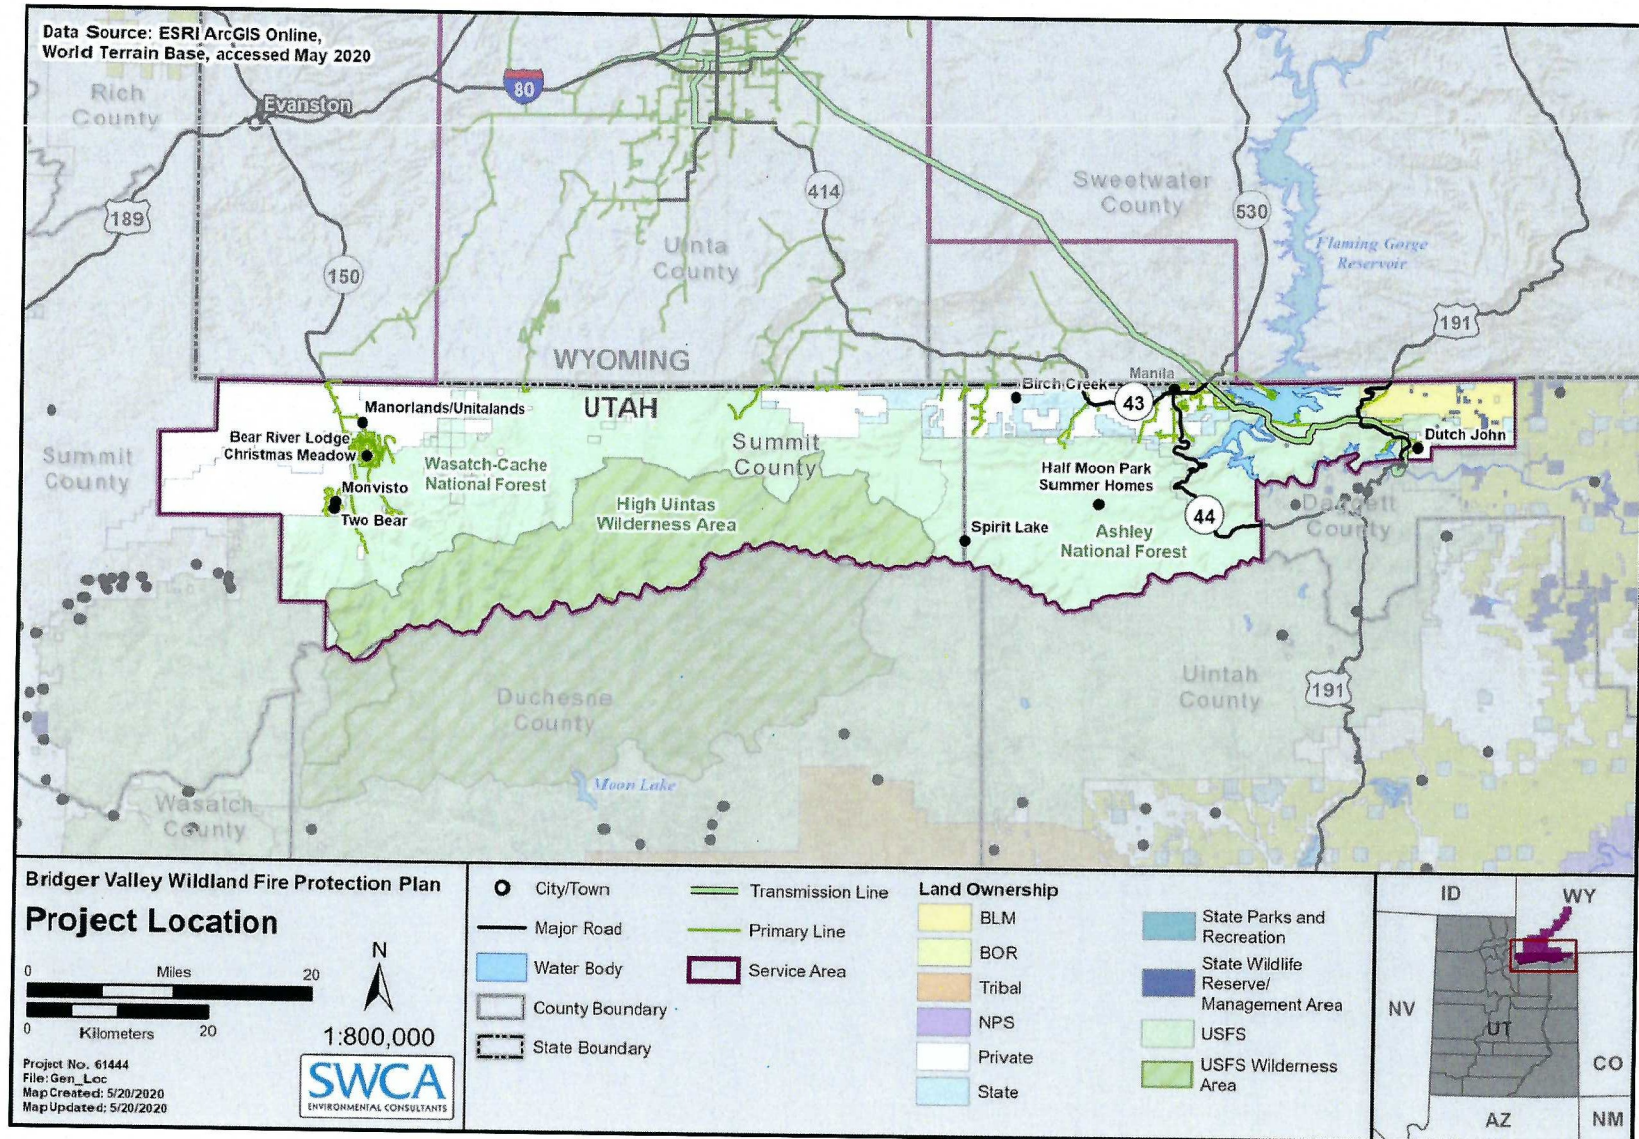 Data Source: ESRI ArcGIS Online,
World Terrain Base, accessed May 2020
Rich
County
Evanston
80
189
150
414
530
191
Uinta
County
Sweetwater
County
Flaming Gorge
Reservoir
WYOMING
UTAH
Manila
Birch Creek
43
Manorlands/Unitalands
Bear River Lodge,
Christmas Meadow
Monvisto
Two Bear
Wasatch-Cache
National Forest
Summit
County
Summit
County
High Uintas
Wilderness Area
Half Moon Park
Summer Homes
Dutch John
44
Spirit Lake
Ashley
National Forest
Daggett
County
Duchesne
County
Uintah
County
191
Moon Lake
Wasatch
County
Bridger Valley Wildland Fire Protection Plan
Project Location
0 Miles 20
0 Kilometers 20
N
1:800,000
Project No. 61444
File: Gen_Loc
Map Created: 5/20/2020
Map Updated: 5/20/2020
SWCA
ENVIRONMENTAL CONSULTANTS
City/Town
Major Road
Water Body
County Boundary
State Boundary
Transmission Line
Primary Line
Service Area
Land Ownership
BLM
BOR
Tribal
NPS
Private
State
State Parks and
Recreation
State Wildlife
Reserve/
Management Area
USFS
USFS Wilderness
Area
ID
WY
NV
UT
CO
AZ
NM